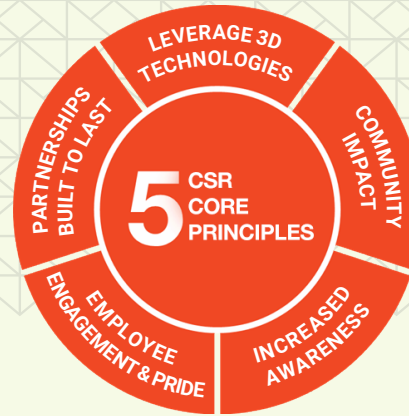 5 CSR
CORE
PRINCIPLES
LEVERAGE 3D
TECHNOLOGIES
COMMUNITY
IMPACT
INCREASED
AWARENESS
EMPLOYEE
ENGAGEMENT & PRIDE
PARTNERSHIPS
BUILT TO LAST